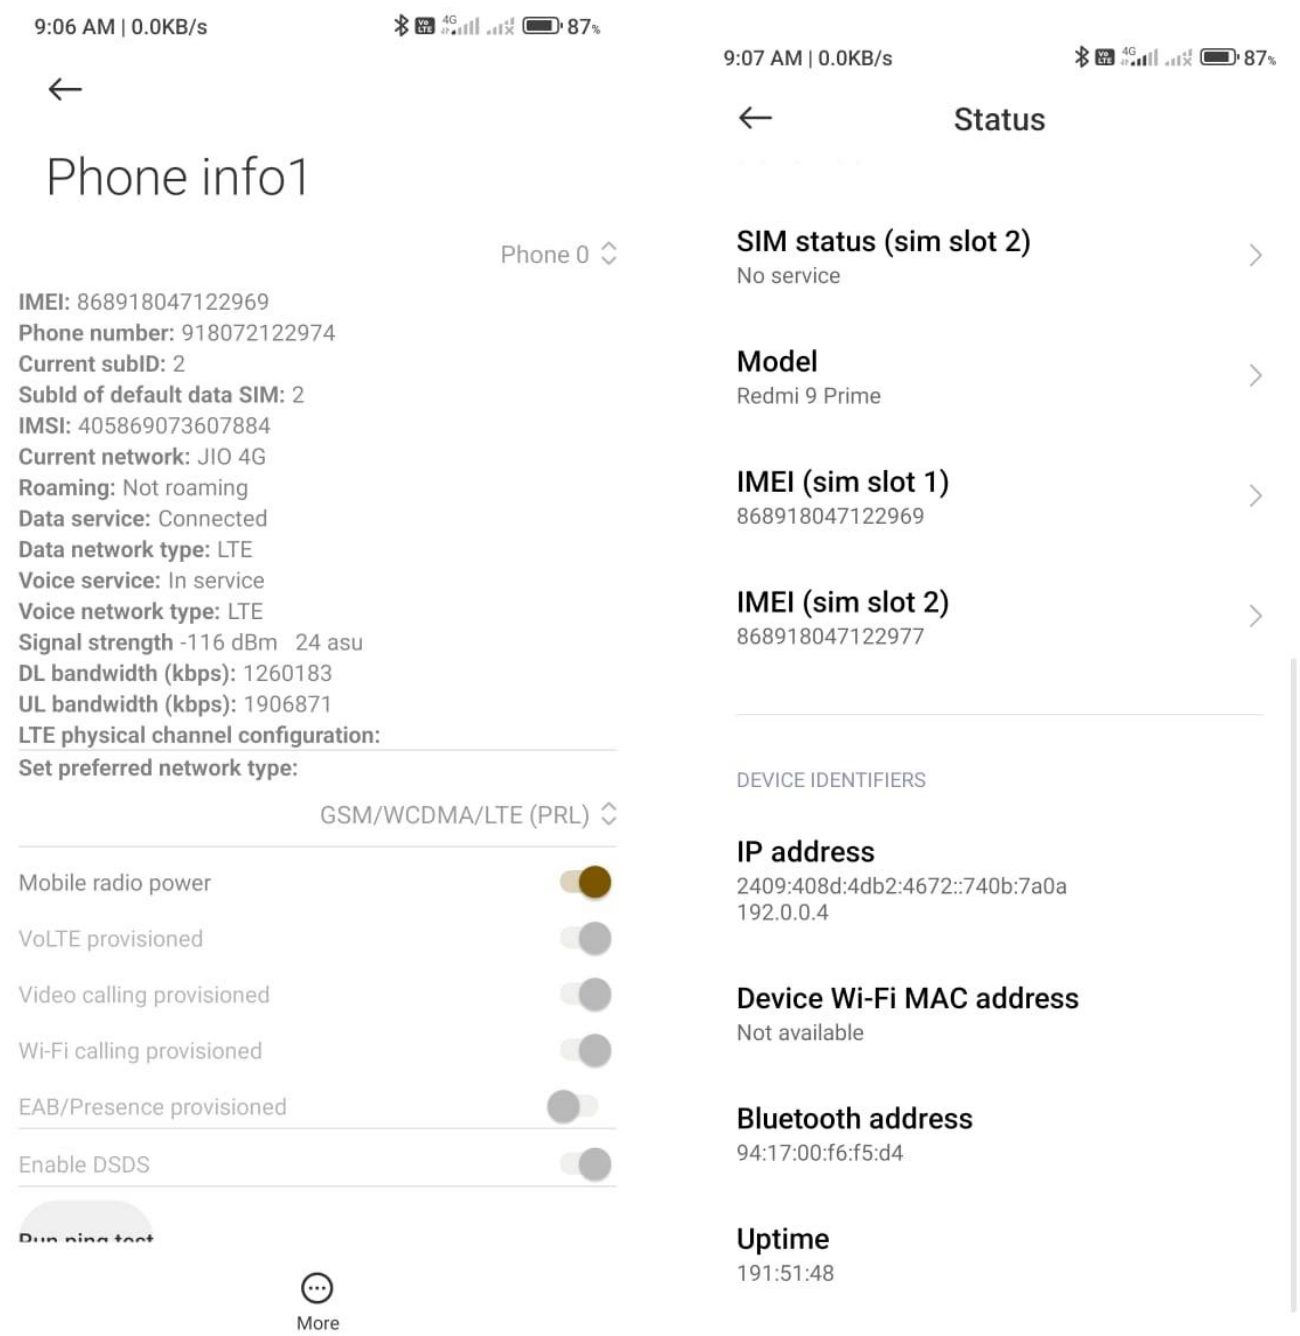 9:06 AM | 0.0KB/s
Vo LTE 4G 87%
Phone info1
Phone 0
IMEI: 868918047122969
Phone number: 918072122974
Current subID: 2
SubId of default data SIM: 2
IMSI: 405869073607884
Current network: JIO 4G
Roaming: Not roaming
Data service: Connected
Data network type: LTE
Voice service: In service
Voice network type: LTE
Signal strength -116 dBm 24 asu
DL bandwidth (kbps): 1260183
UL bandwidth (kbps): 1906871
LTE physical channel configuration:
Set preferred network type:
GSM/WCDMA/LTE (PRL)
Mobile radio power
VoLTE provisioned
Video calling provisioned
Wi-Fi calling provisioned
EAB/Presence provisioned
Enable DSDS
Run ping test
More
9:07 AM | 0.0KB/s
Vo LTE 4G 87%
Status
SIM status (sim slot 2)
No service
Model
Redmi 9 Prime
IMEI (sim slot 1)
868918047122969
IMEI (sim slot 2)
868918047122977
DEVICE IDENTIFIERS
IP address
2409:408d:4db2:4672::740b:7a0a
192.0.0.4
Device Wi-Fi MAC address
Not available
Bluetooth address
94:17:00:f6:f5:d4
Uptime
191:51:48